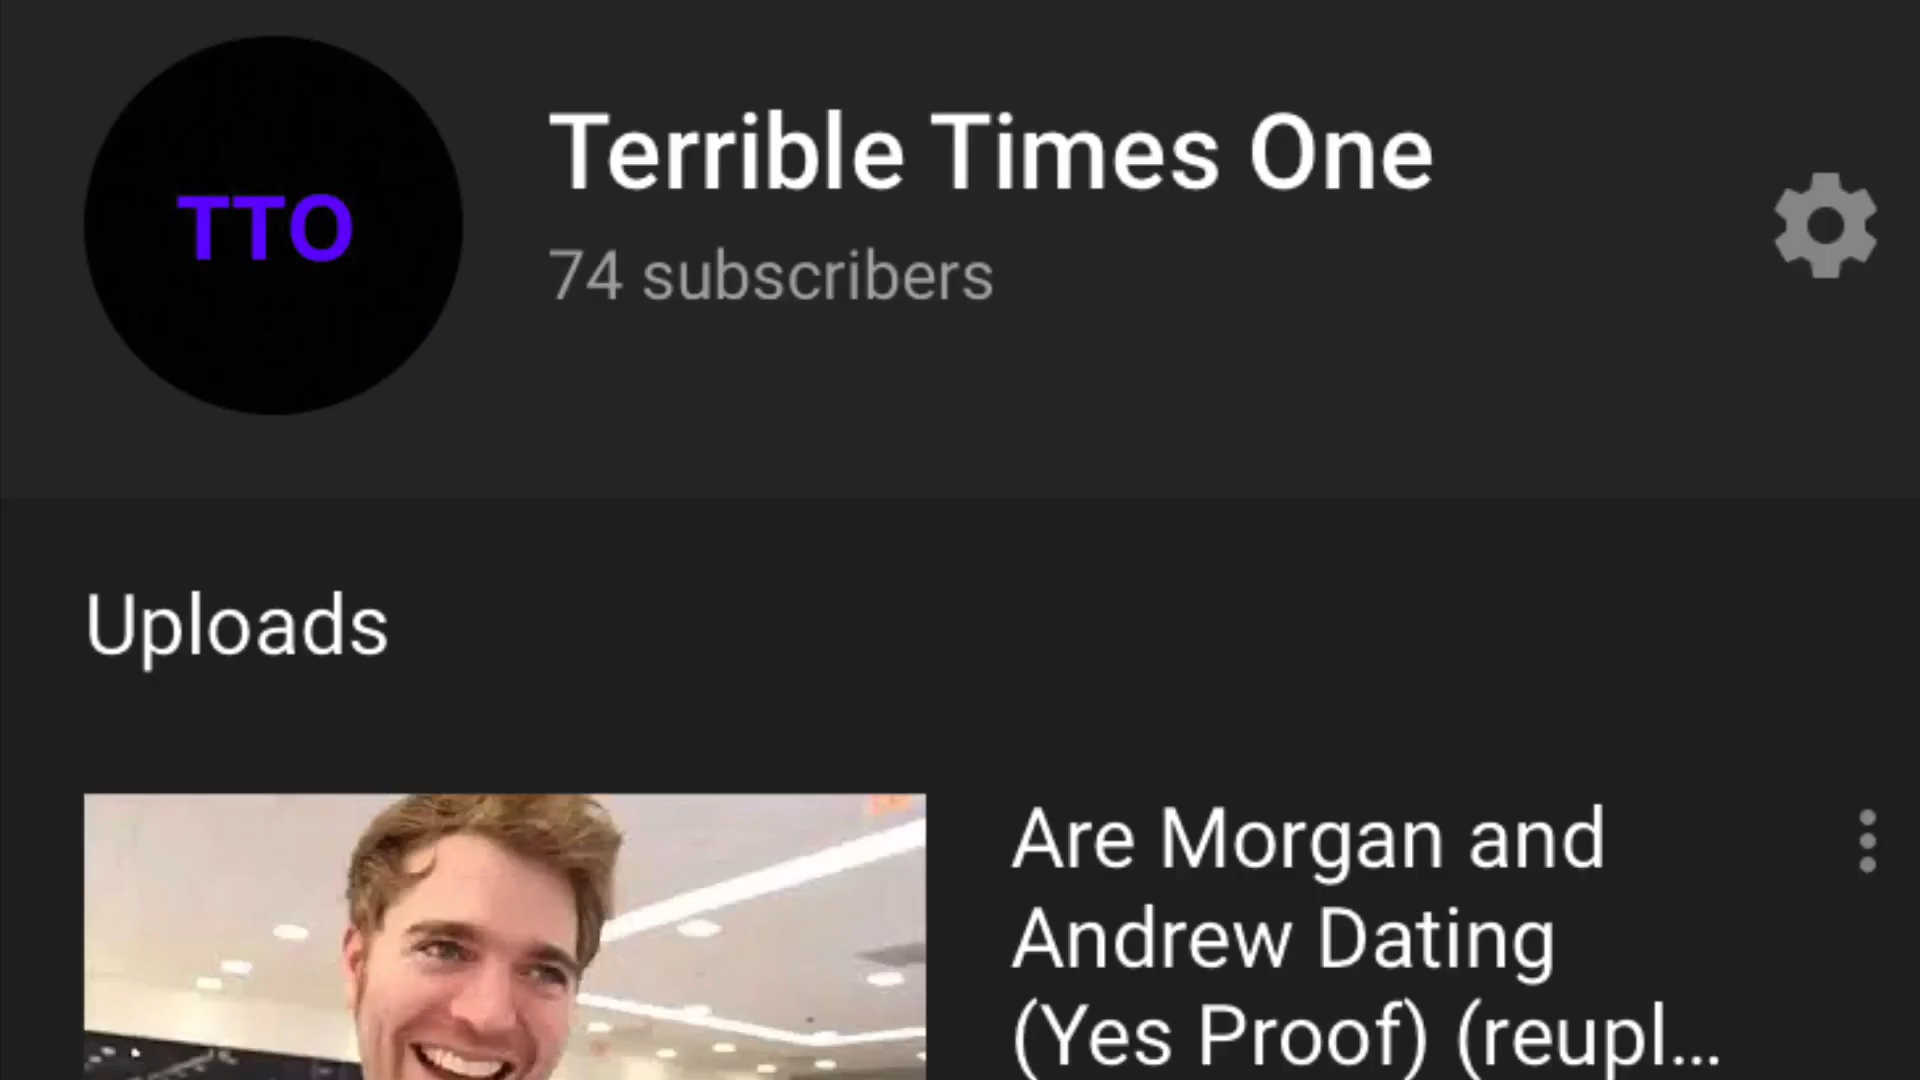 TTO
Terrible Times One
74 subscribers
Uploads
Are Morgan and
Andrew Dating
(Yes Proof) (reupl...